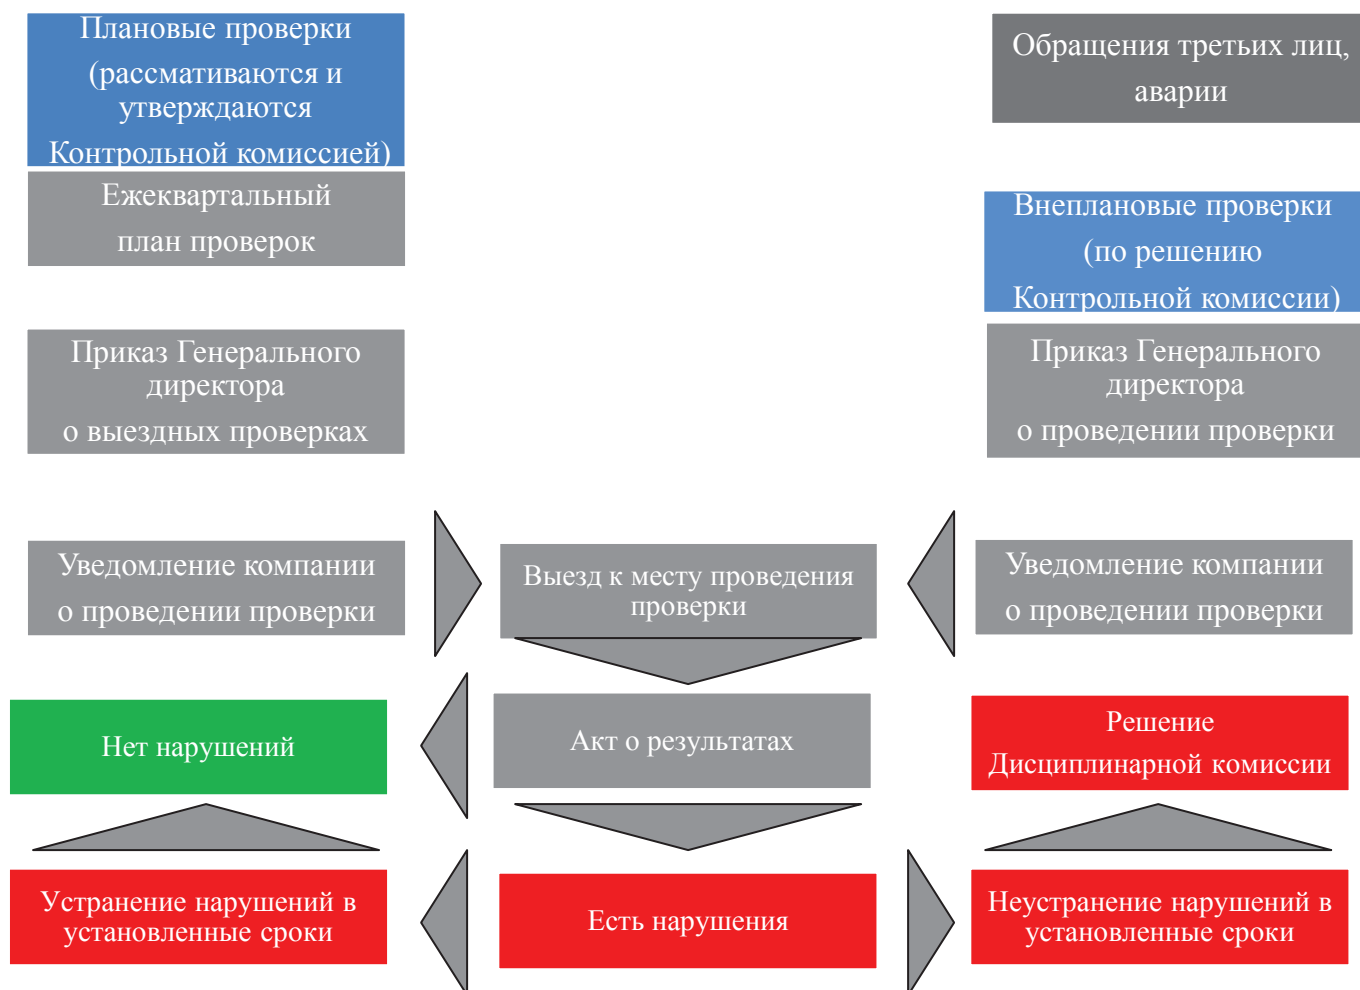 Плановые проверки
(рассмативаются и
утверждаются
Контрольной комиссией)
Ежеквартальный
план проверок
Приказ Генерального
директора
о выездных проверках
Уведомление компании
о проведении проверки
Обращения третьих лиц,
аварии
Внеплановые проверки
(по решению
Контрольной комиссии)
Приказ Генерального
директора
о проведении проверки
Уведомление компании
о проведении проверки
Выезд к месту проведения
проверки
Нет нарушений
Акт о результатах
Решение
Дисциплинарной комиссии
Устранение нарушений в
установленные сроки
Есть нарушения
Неустранение нарушений в
установленные сроки